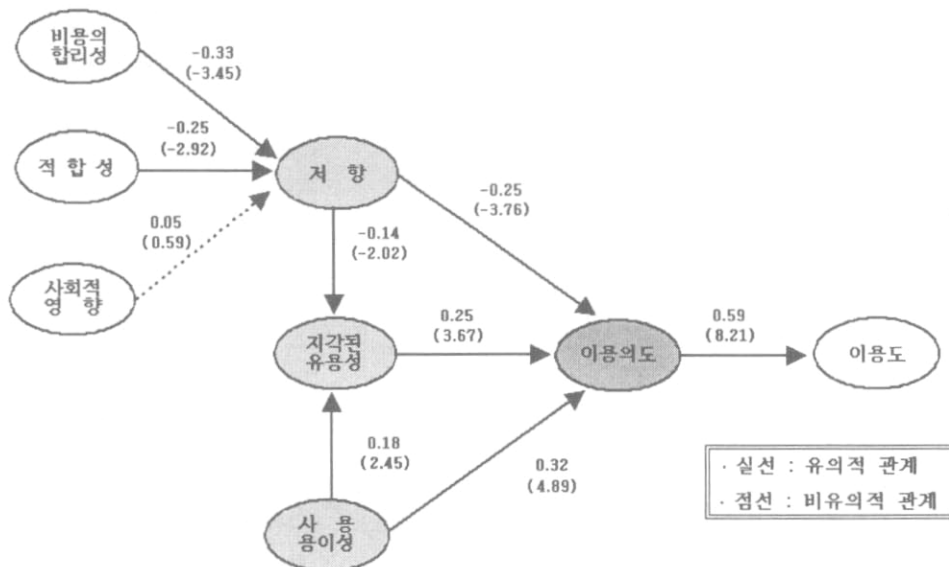 비용의
합리성
-0.33
(-3.45)
적 합 성
-0.25
(-2.92)
저 항
-0.25
(-3.76)
0.05
(0.59)
-0.14
(-2.02)
사회적
영 향
지각된
유용성
0.25
(3.67)
이용의도
0.59
(8.21)
이용도
0.18
(2.45)
0.32
(4.89)
사 용
용이성
· 실선 : 유의적 관계
· 점선 : 비유의적 관계